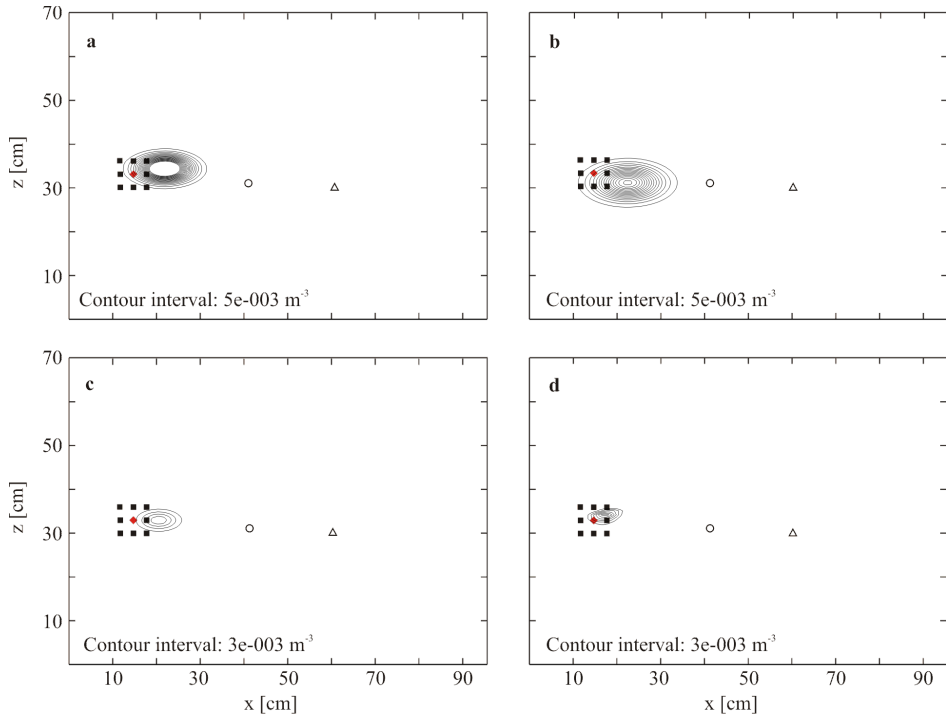 70
a
b
50
z [cm]
30
10
Contour interval: 5e-003 m⁻³
Contour interval: 5e-003 m⁻³
70
c
d
50
z [cm]
30
10
Contour interval: 3e-003 m⁻³
Contour interval: 3e-003 m⁻³
10 30 50 70 90
10 30 50 70 90
x [cm]
x [cm]